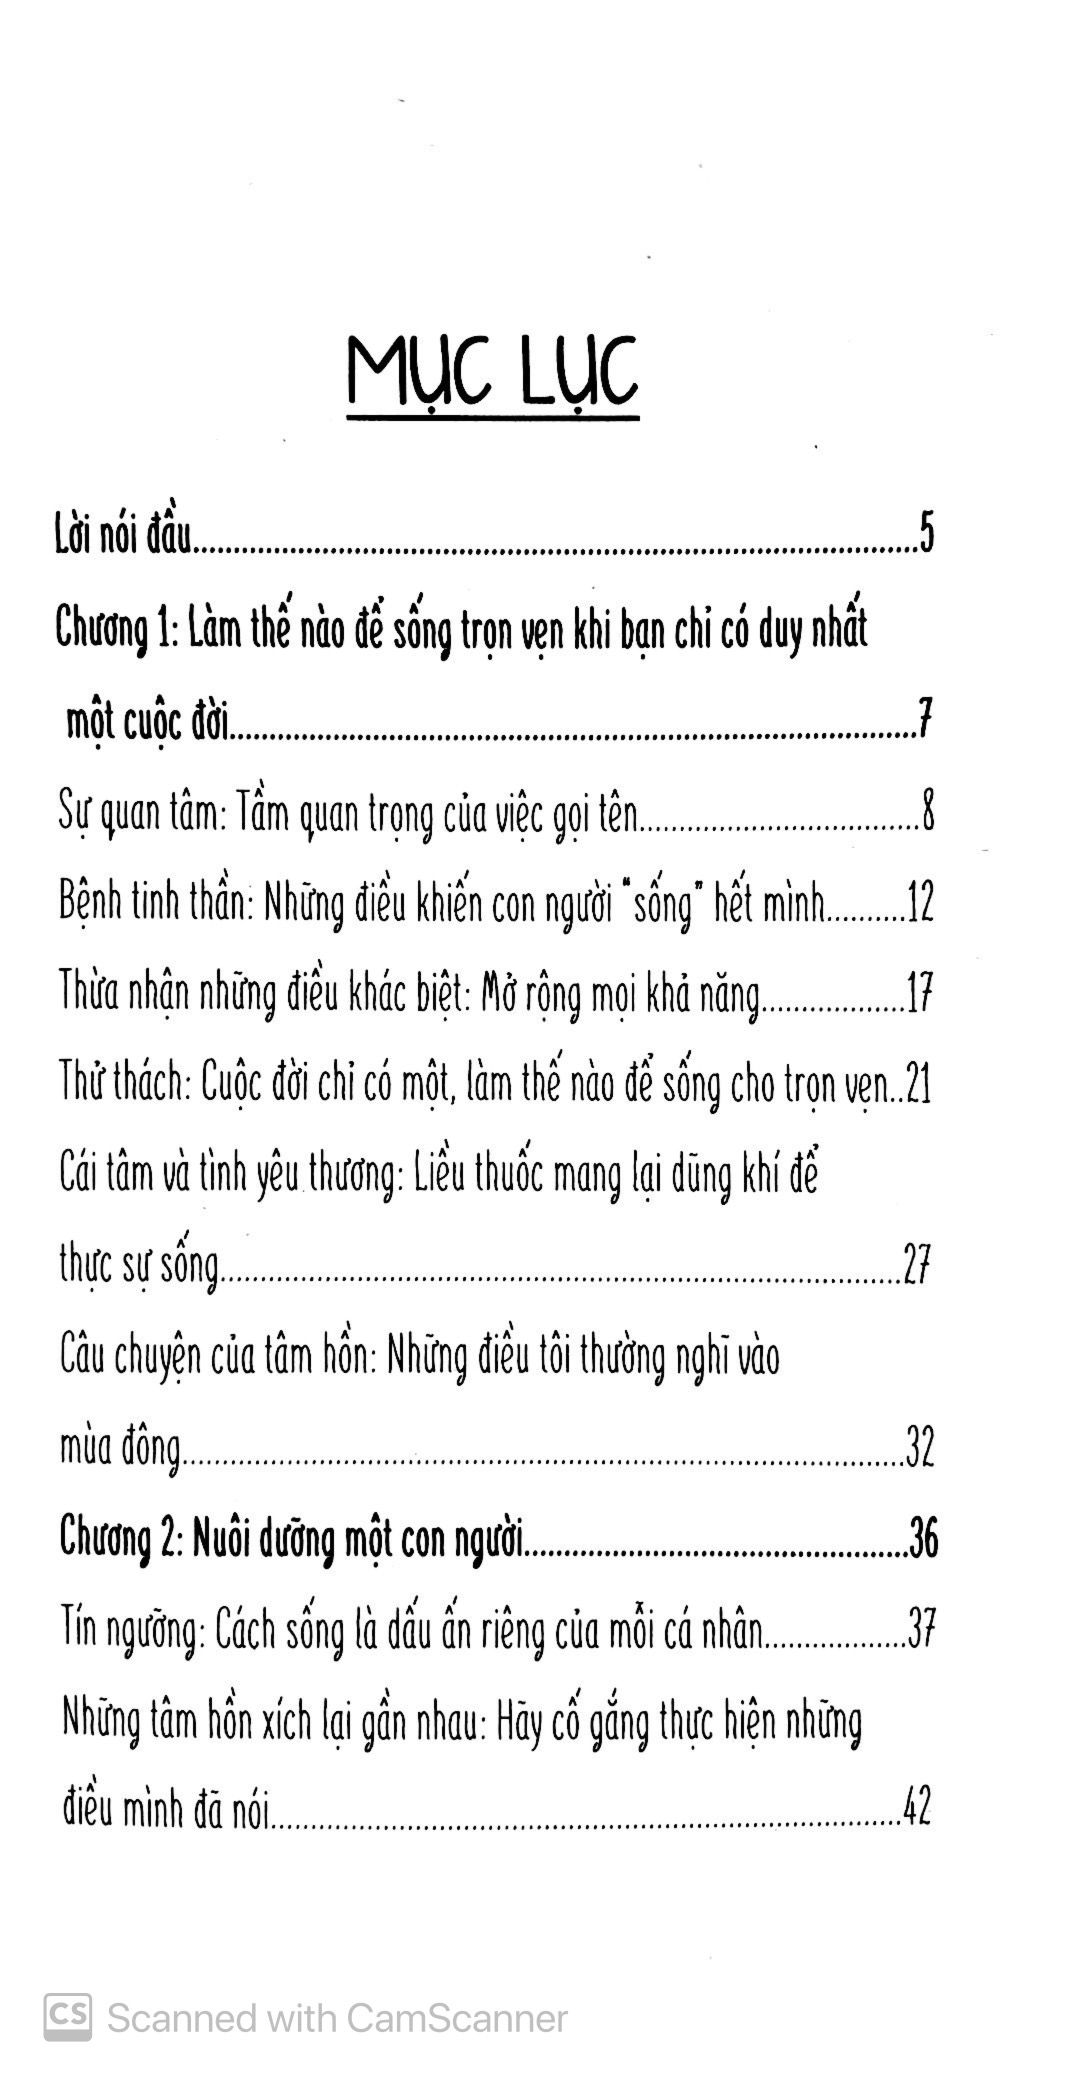 MỤC LỤC
Lời nói đầu........................................................................................5
Chương 1: Làm thế nào để sống trọn vẹn khi bạn chỉ có duy nhất
một cuộc đời...................................................................................7
Sự quan tâm: Tầm quan trọng của việc gọi tên..................................8
Bệnh tinh thần: Những điều khiến con người “sống” hết mình..........12
Thừa nhận những điều khác biệt: Mở rộng mọi khả năng.................17
Thử thách: Cuộc đời chỉ có một, làm thế nào để sống cho trọn vẹn..21
Cái tâm và tình yêu thương: Liều thuốc mang lại dũng khí để
thực sự sống..................................................................................27
Câu chuyện của tâm hồn: Những điều tôi thường nghĩ vào
mùa đông.......................................................................................32
Chương 2: Nuôi dưỡng một con người..............................................36
Tín ngưỡng: Cách sống là dấu ấn riêng của mỗi cá nhân.................37
Những tâm hồn xích lại gần nhau: Hãy cố gắng thực hiện những
điều mình đã nói............................................................................42
CS Scanned with CamScanner